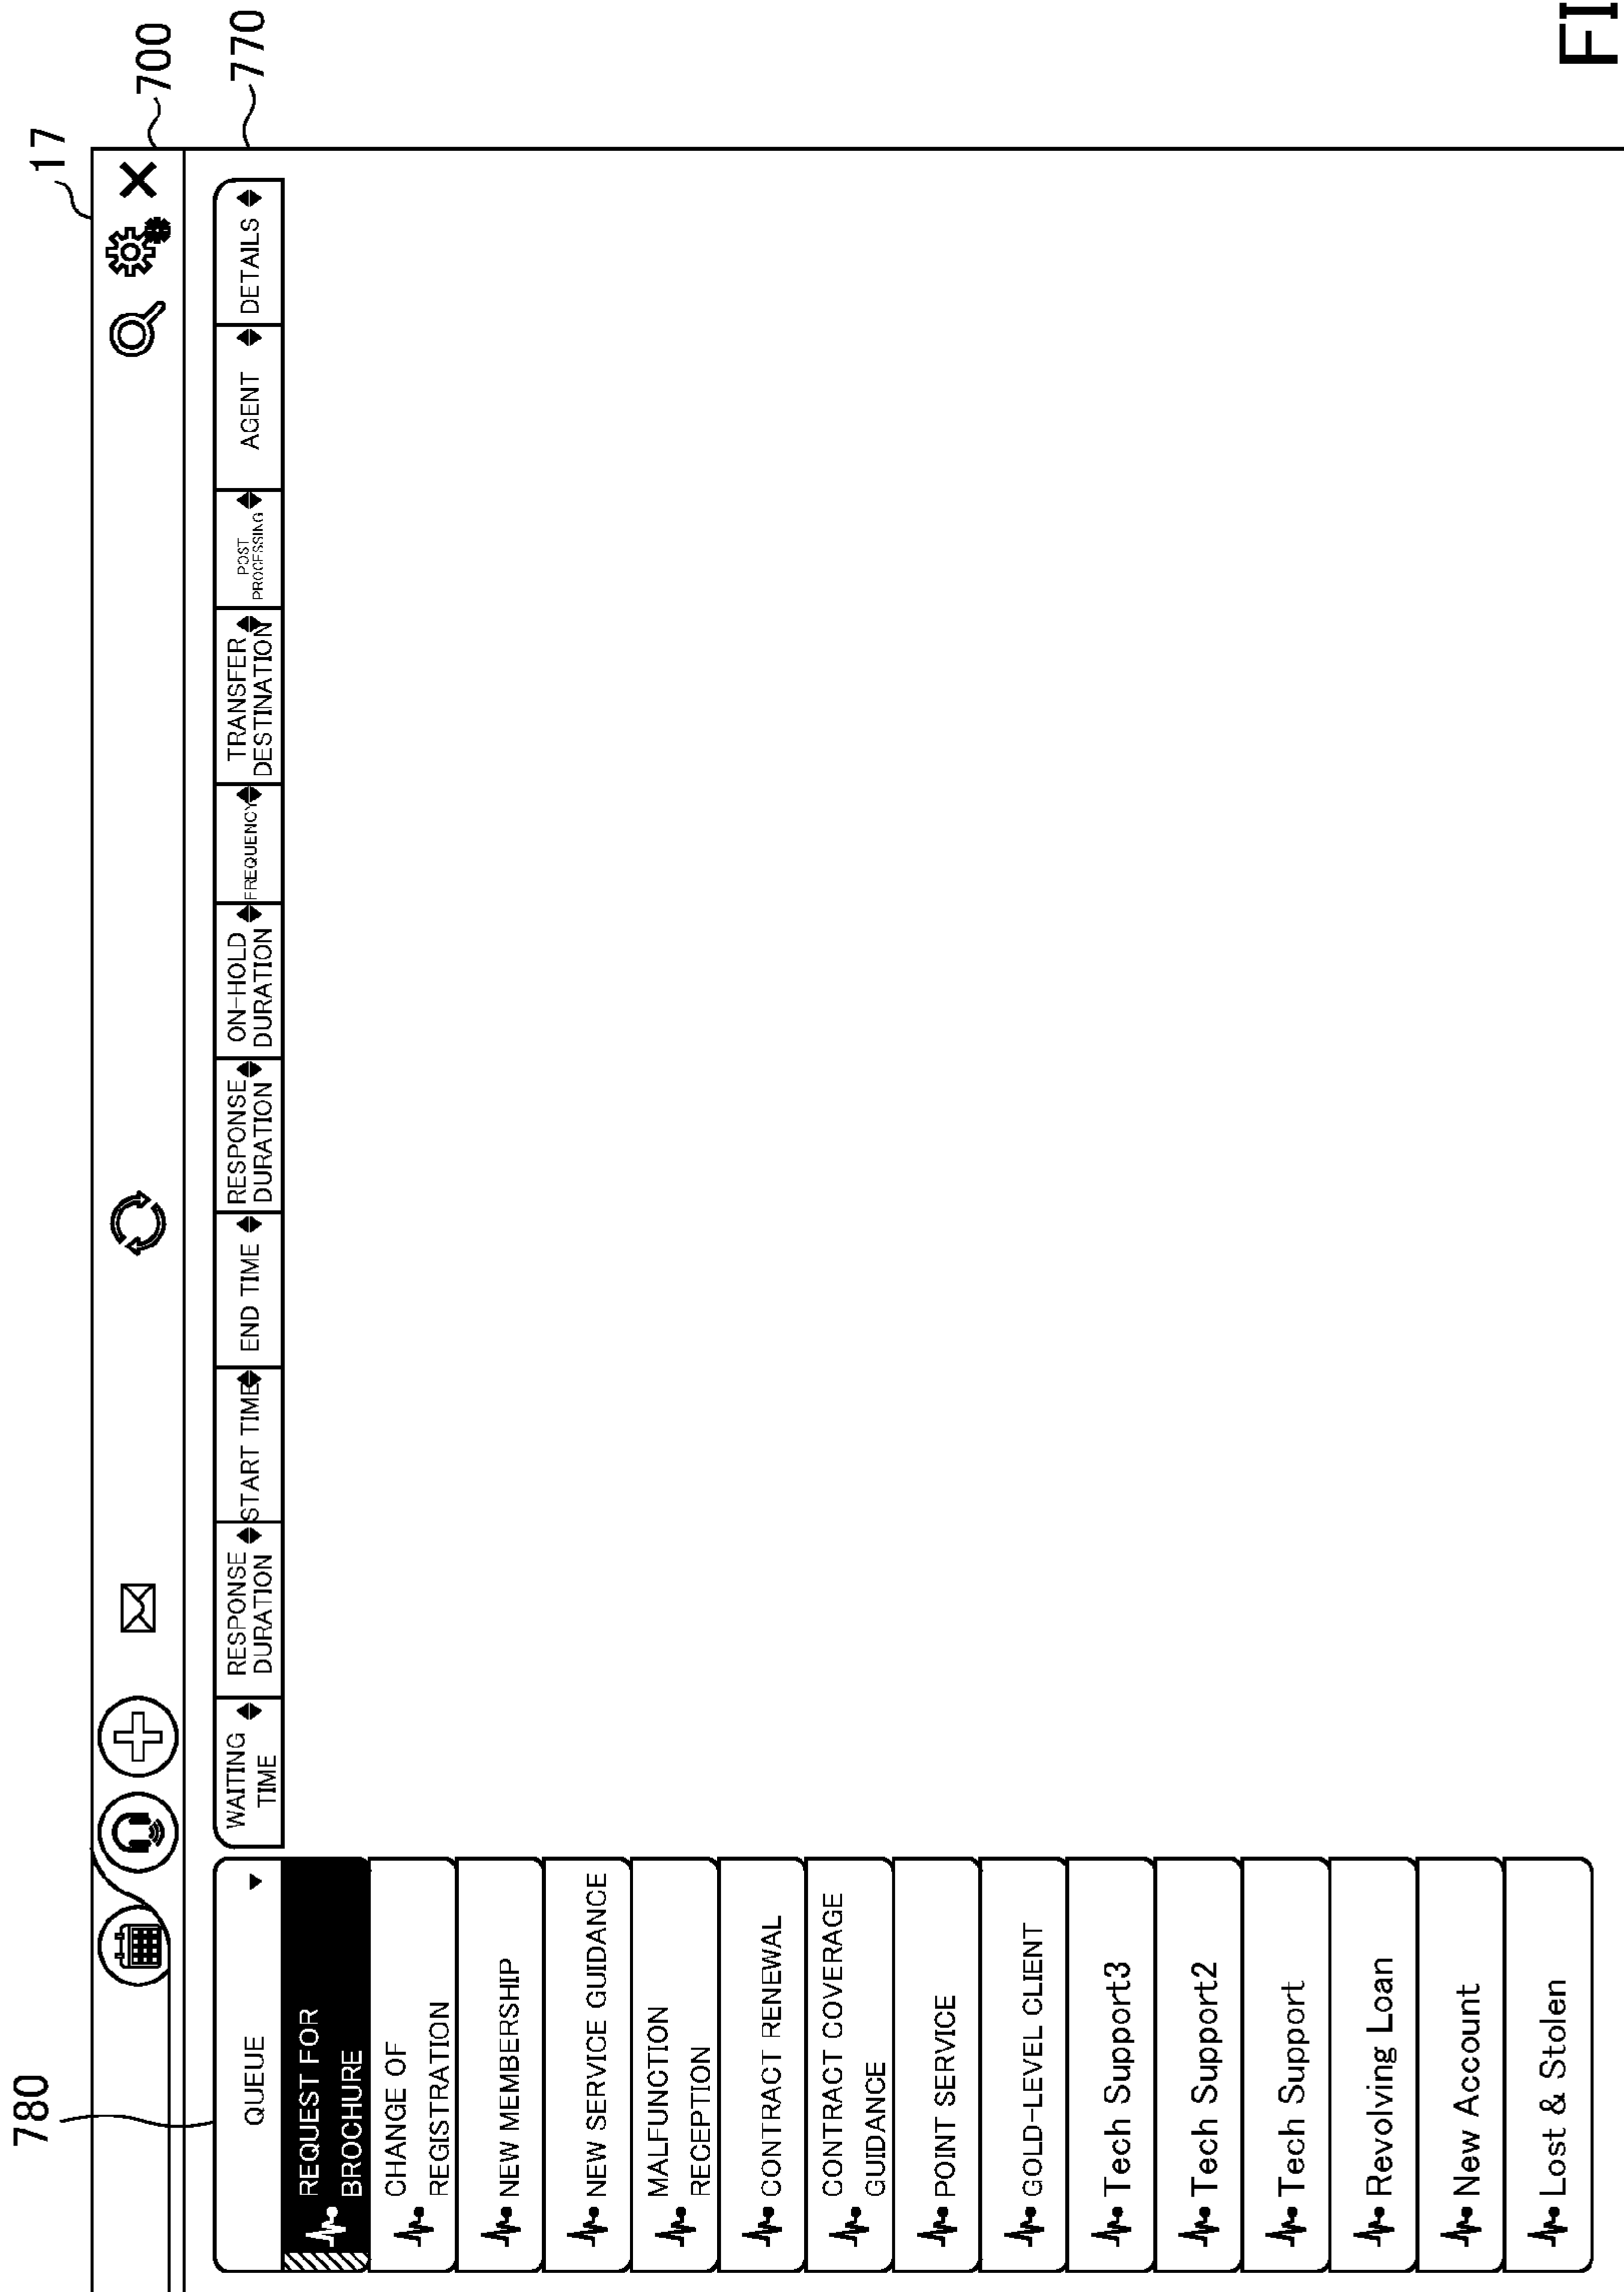 780
17
700
770
QUEUE
REQUEST FOR
BROCHURE
CHANGE OF
REGISTRATION
NEW MEMBERSHIP
NEW SERVICE GUIDANCE
MALFUNCTION
RECEPTION
CONTRACT RENEWAL
CONTRACT COVERAGE
GUIDANCE
POINT SERVICE
GOLD-LEVEL CLIENT
Tech Support3
Tech Support2
Tech Support
Revolving Loan
New Account
Lost & Stolen
WAITING
TIME
RESPONSE
DURATION
START TIME
END TIME
RESPONSE
DURATION
ON-HOLD
DURATION
FREQUENCY
TRANSFER
DESTINATION
POST
PROCESSING
AGENT
DETAILS
FI